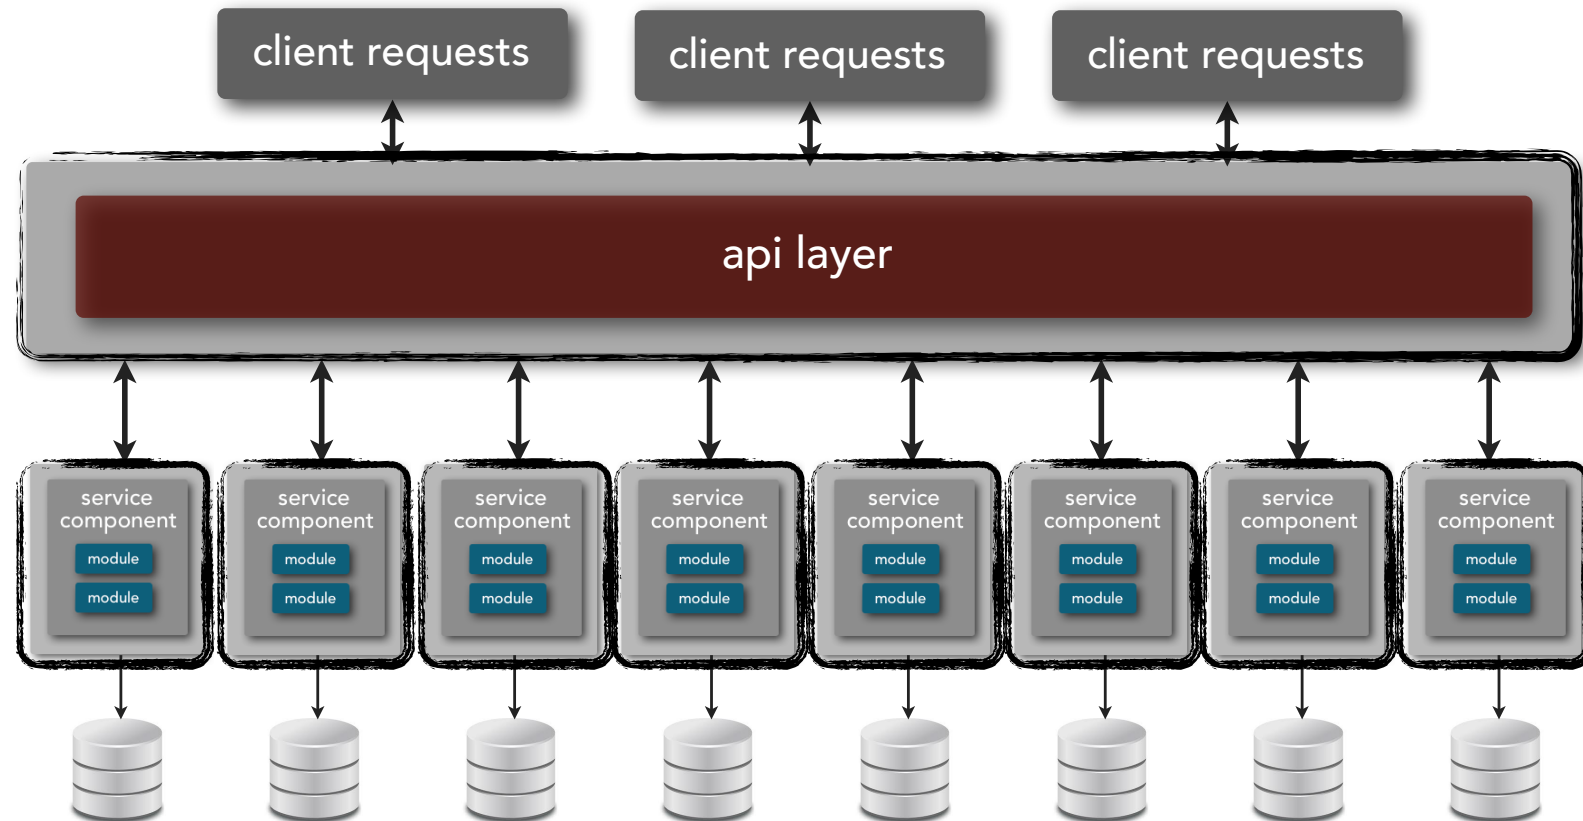 client requests
client requests
client requests
api layer
service
component
module
module
service
component
module
module
service
component
module
module
service
component
module
module
service
component
module
module
service
component
module
module
service
component
module
module
service
component
module
module